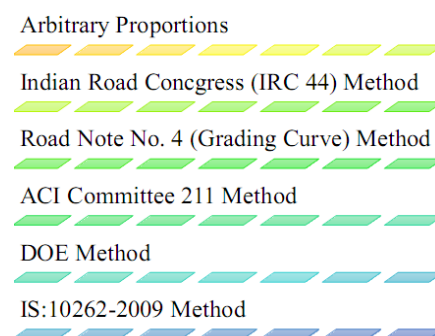 Arbitrary Proportions
Indian Road Concgress (IRC 44) Method
Road Note No. 4 (Grading Curve) Method
ACI Committee 211 Method
DOE Method
IS:10262-2009 Method